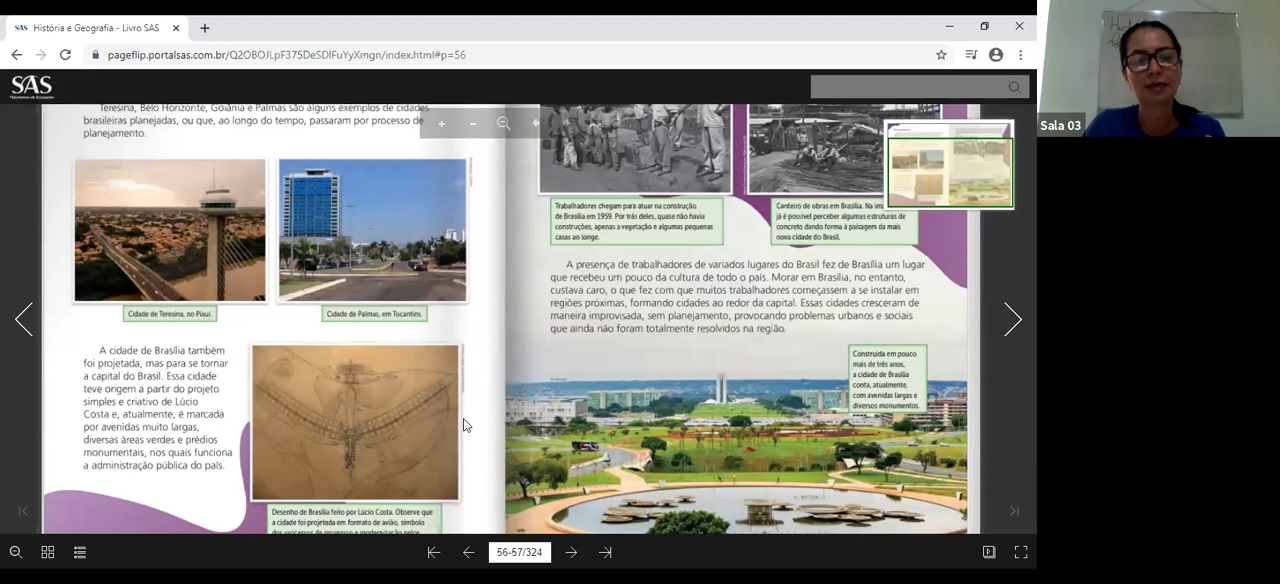 SAS História e Geografia - Livro SAS
pageflip.portalsas.com.br/Q2OBOJLpF375DeSDIFuYyXmgn/index.html#p=56
SAS
Teresina, Belo Horizonte, Goiânia e Palmas são alguns exemplos de cidades
brasileiras planejadas, ou que, ao longo do tempo, passaram por processo de
planejamento.
Cidade de Teresina, no Piauí.
Cidade de Palmas, em Tocantins.
A cidade de Brasília também
foi projetada, mas para se tornar
a capital do Brasil. Essa cidade
teve origem a partir do projeto
simples e criativo de Lúcio
Costa e, atualmente, é marcada
por avenidas muito largas,
diversas áreas verdes e prédios
monumentais, nos quais funciona
a administração pública do país.
Desenho de Brasília feito por Lúcio Costa. Observe que
a cidade foi projetada em formato de avião, símbolo
dos processos de progresso e modernização pelos
Trabalhadores chegam para atuar na construção
de Brasília em 1959. Por trás deles, quase não havia
construções, apenas a vegetação e algumas pequenas
casas ao longe.
Canteiro de obras em Brasília. Na im
já é possível perceber algumas estruturas de
concreto dando forma à paisagem da mais
nova cidade do Brasil.
A presença de trabalhadores de variados lugares do Brasil fez de Brasília um lugar
que recebeu um pouco da cultura de todo o país. Morar em Brasília, no entanto,
custava caro, o que fez com que muitos trabalhadores começassem a se instalar em
regiões próximas, formando cidades ao redor da capital. Essas cidades cresceram de
maneira improvisada, sem planejamento, provocando problemas urbanos e sociais
que ainda não foram totalmente resolvidos na região.
Construída em pouco
mais de três anos,
a cidade de Brasília
conta, atualmente,
com avenidas largas e
diversos monumentos.
56-57/324
Sala 03